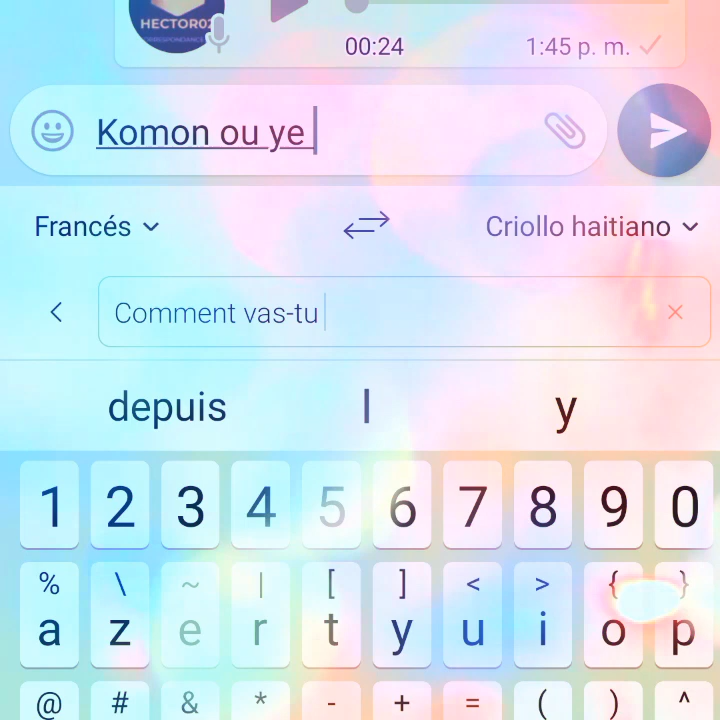 HECTOR02
00:24 1:45 p. m.
Komon ou ye
Francés Criollo haitiano
Comment vas-tu
depuis l y
1 2 3 4 5 6 7 8 9 0
% \ ~ | [ ] < > { }
a z e r t y u i o p
@ # & * - + = ( ) ^